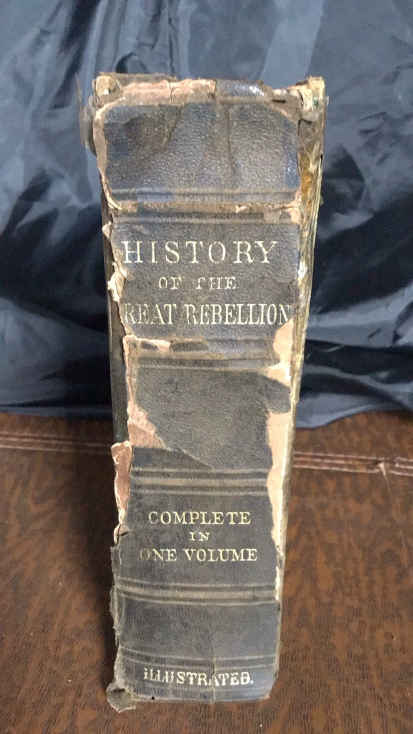 HISTORY
OF THE
REAT REBELLION
COMPLETE
IN
ONE VOLUME
ILLUSTRATED.